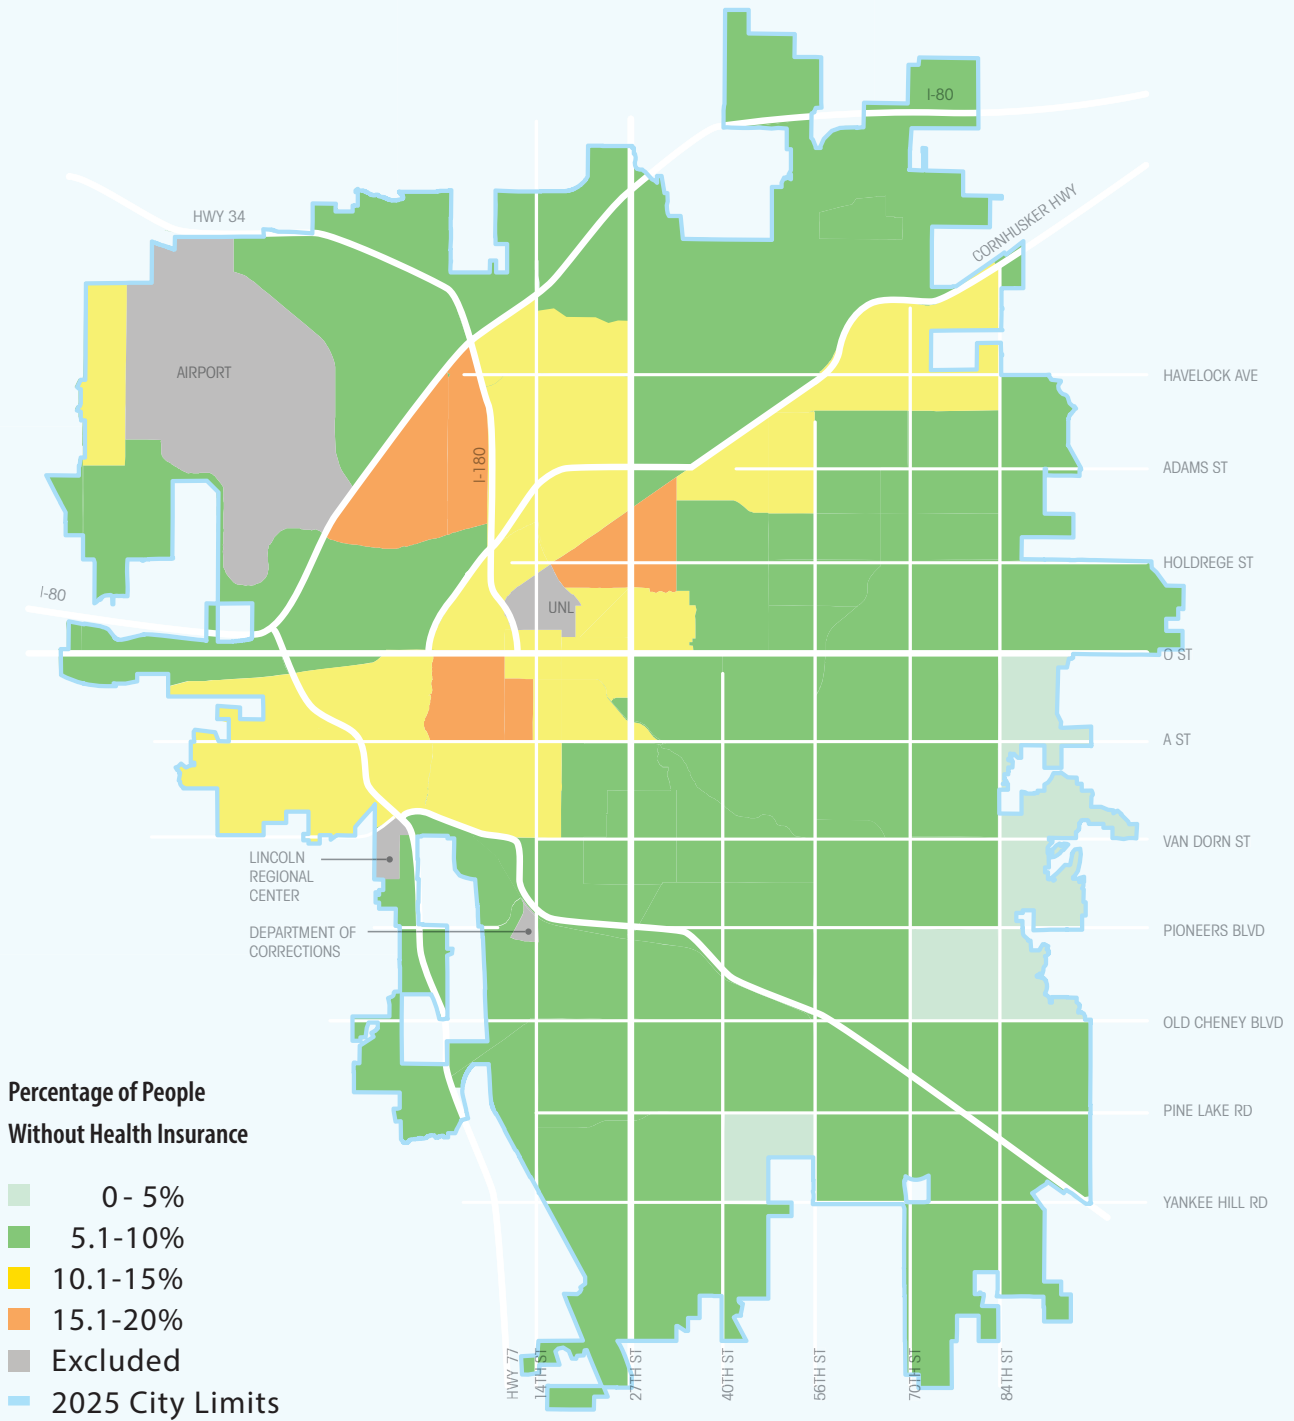 I-80
CORNHUSKER HWY
HWY 34
AIRPORT
HAVELOCK AVE
I-180
ADAMS ST
HOLDREGE ST
I-80
UNL
O ST
A ST
VAN DORN ST
LINCOLN
REGIONAL
CENTER
PIONEERS BLVD
DEPARTMENT OF
CORRECTIONS
OLD CHENEY BLVD
PINE LAKE RD
YANKEE HILL RD
HWY 77
14TH ST
27TH ST
40TH ST
56TH ST
70TH ST
84TH ST
Percentage of People
Without Health Insurance
0 - 5%
5.1-10%
10.1-15%
15.1-20%
Excluded
2025 City Limits